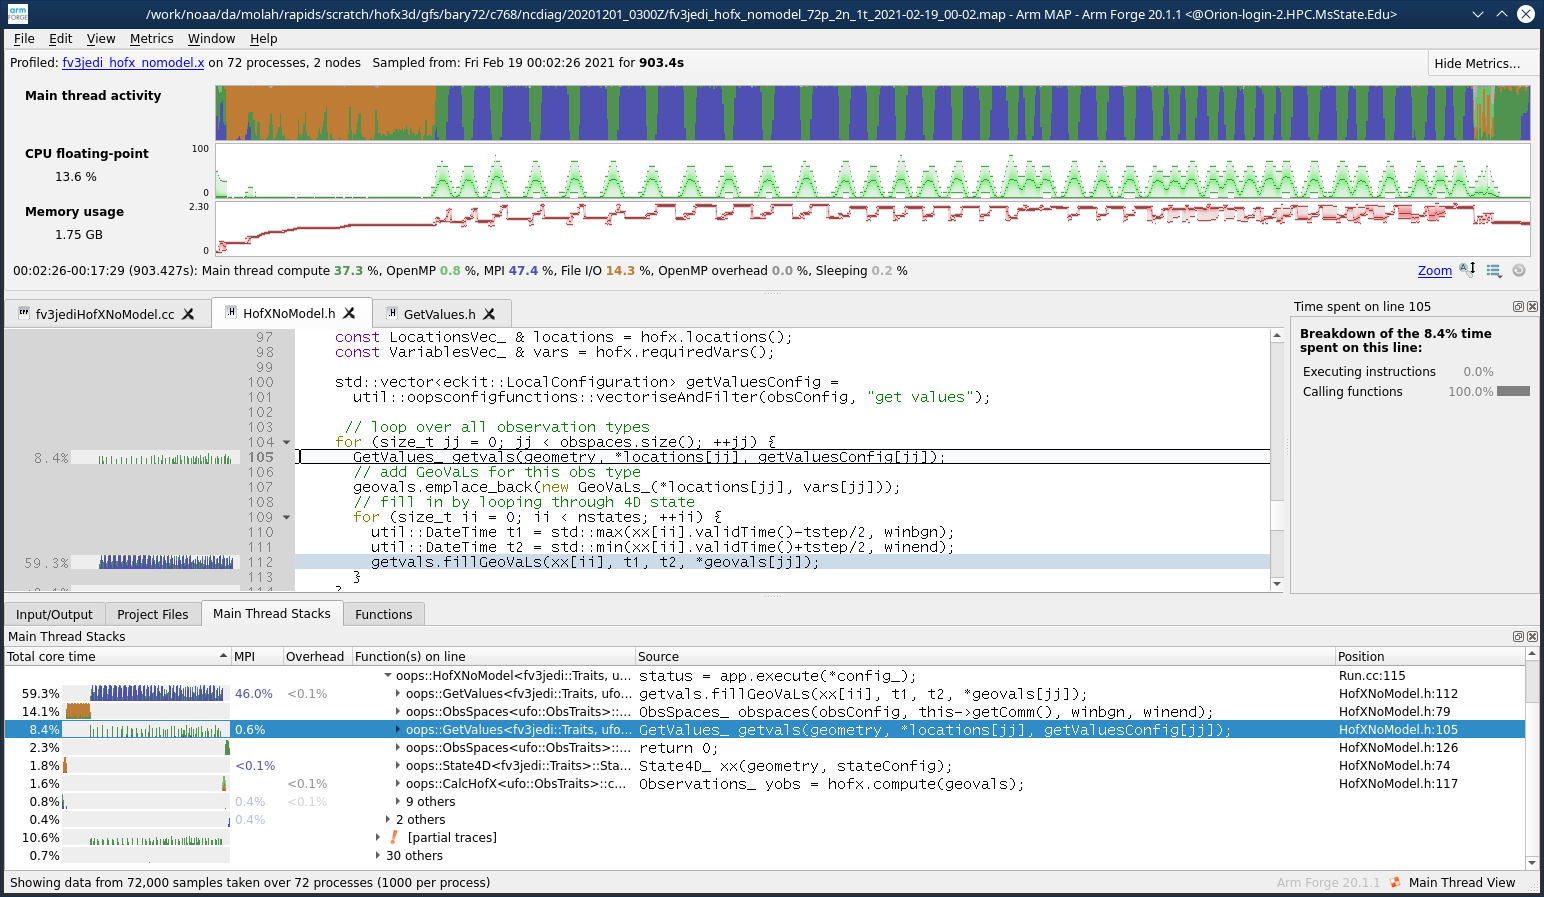 /work/noaa/da/molah/rapids/scratch/hofx3d/gfs/bary72/c768/ncdiag/20201201_0300Z/fv3jedi_hofx_nomodel_72p_2n_1t_2021-02-19_00-02.map - Arm MAP - Arm Forge 20.1.1 <@Orion-login-2.HPC.MsState.Edu>
arm FORGE
File Edit View Metrics Window Help
Profiled: fv3jedi_hofx_nomodel.x on 72 processes, 2 nodes Sampled from: Fri Feb 19 00:02:26 2021 for 903.4s
Hide Metrics...
Main thread activity
CPU floating-point
13.6 %
100
0
Memory usage
1.75 GB
2.30
0
00:02:26-00:17:29 (903.427s): Main thread compute 37.3 %, OpenMP 0.8 %, MPI 47.4 %, File I/O 14.3 %, OpenMP overhead 0.0 %, Sleeping 0.2 %
Zoom
fv3jediHofXNoModel.cc HofXNoModel.h GetValues.h
97 const LocationsVec_ & locations = hofx.locations();
98 const VariablesVec_ & vars = hofx.requiredVars();
99
100 std::vector<eckit::LocalConfiguration> getValuesConfig =
101 util::oopsconfigfunctions::vectoriseAndFilter(obsConfig, "get values");
102
103 // loop over all observation types
104 for (size_t jj = 0; jj < obspaces.size(); ++jj) {
8.4% 105 GetValues_ getvals(geometry, *locations[jj], getValuesConfig[jj]);
106 // add GeoVaLs for this obs type
107 geovals.emplace_back(new GeoVaLs_(*locations[jj], vars[jj]));
108 // fill in by looping through 4D state
109 for (size_t ii = 0; ii < nstates; ++ii) {
110 util::DateTime t1 = std::max(xx[ii].validTime()-tstep/2, winbgn);
111 util::DateTime t2 = std::min(xx[ii].validTime()+tstep/2, winend);
59.3% 112 getvals.fillGeoVaLs(xx[ii], t1, t2, *geovals[jj]);
113 }
Time spent on line 105
Breakdown of the 8.4% time
spent on this line:
Executing instructions 0.0%
Calling functions 100.0%
Input/Output Project Files Main Thread Stacks Functions
Main Thread Stacks
Total core time MPI Overhead Function(s) on line Source Position
oops::HofXNoModel<fv3jedi::Traits, u... status = app.execute(*config_); Run.cc:115
59.3% 46.0% <0.1% oops::GetValues<fv3jedi::Traits, ufo... getvals.fillGeoVaLs(xx[ii], t1, t2, *geovals[jj]); HofXNoModel.h:112
14.1% oops::ObsSpaces<ufo::ObsTraits>::... ObsSpaces_ obspaces(obsConfig, this->getComm(), winbgn, winend); HofXNoModel.h:79
8.4% 0.6% oops::GetValues<fv3jedi::Traits, ufo... GetValues_ getvals(geometry, *locations[jj], getValuesConfig[jj]); HofXNoModel.h:105
2.3% oops::ObsSpaces<ufo::ObsTraits>::... return 0; HofXNoModel.h:126
1.8% <0.1% oops::State4D<fv3jedi::Traits>::Sta... State4D_ xx(geometry, stateConfig); HofXNoModel.h:74
1.6% <0.1% oops::CalcHofX<ufo::ObsTraits>::c... Observations_ yobs = hofx.compute(geovals); HofXNoModel.h:117
0.8% 0.4% <0.1% 9 others
0.4% 0.4% 2 others
10.6% [partial traces]
0.7% 30 others
Showing data from 72,000 samples taken over 72 processes (1000 per process)
Arm Forge 20.1.1 Main Thread View